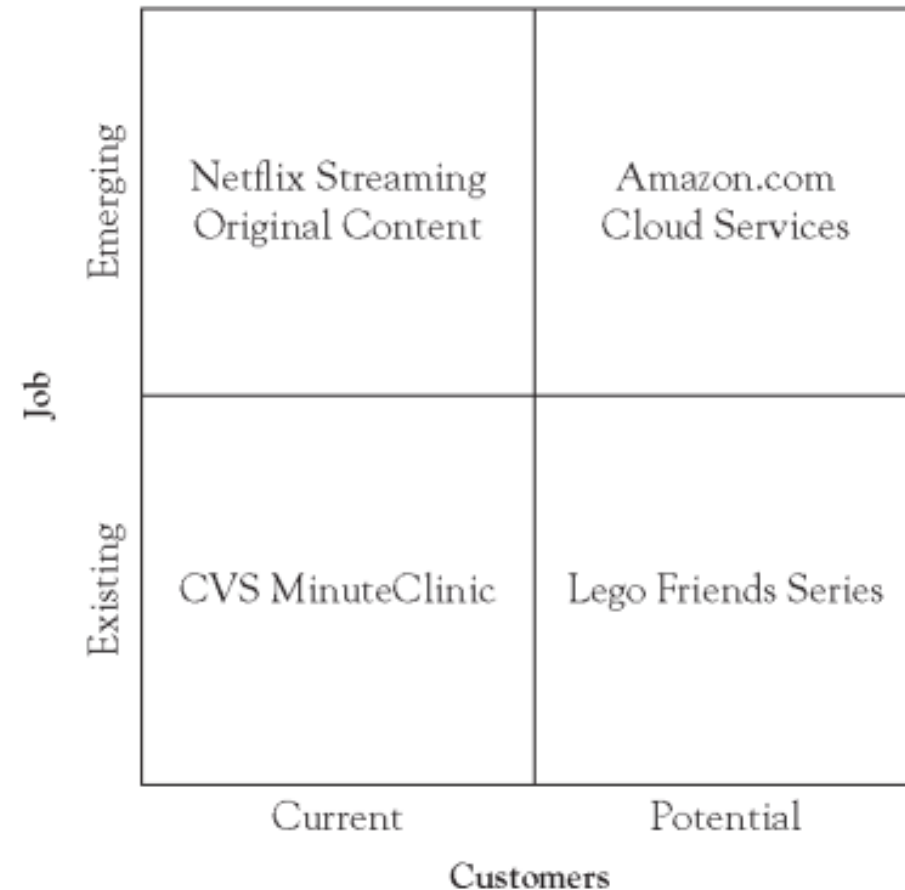 Job
Emerging
Netflix Streaming
Original Content
Amazon.com
Cloud Services
Existing
CVS MinuteClinic
Lego Friends Series
Current
Potential
Customers